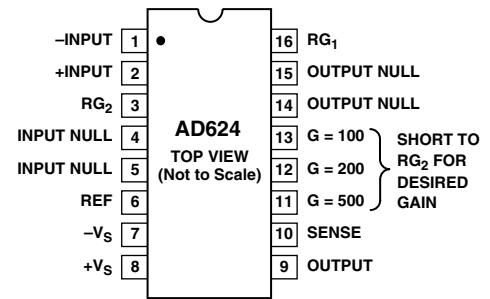 –INPUT 1 16 RG1
+INPUT 2 15 OUTPUT NULL
RG2 3 14 OUTPUT NULL
INPUT NULL 4 AD624 13 G = 100 SHORT TO
INPUT NULL 5 TOP VIEW 12 G = 200 RG2 FOR
(Not to Scale) DESIRED
REF 6 11 G = 500 GAIN
–VS 7 10 SENSE
+VS 8 9 OUTPUT